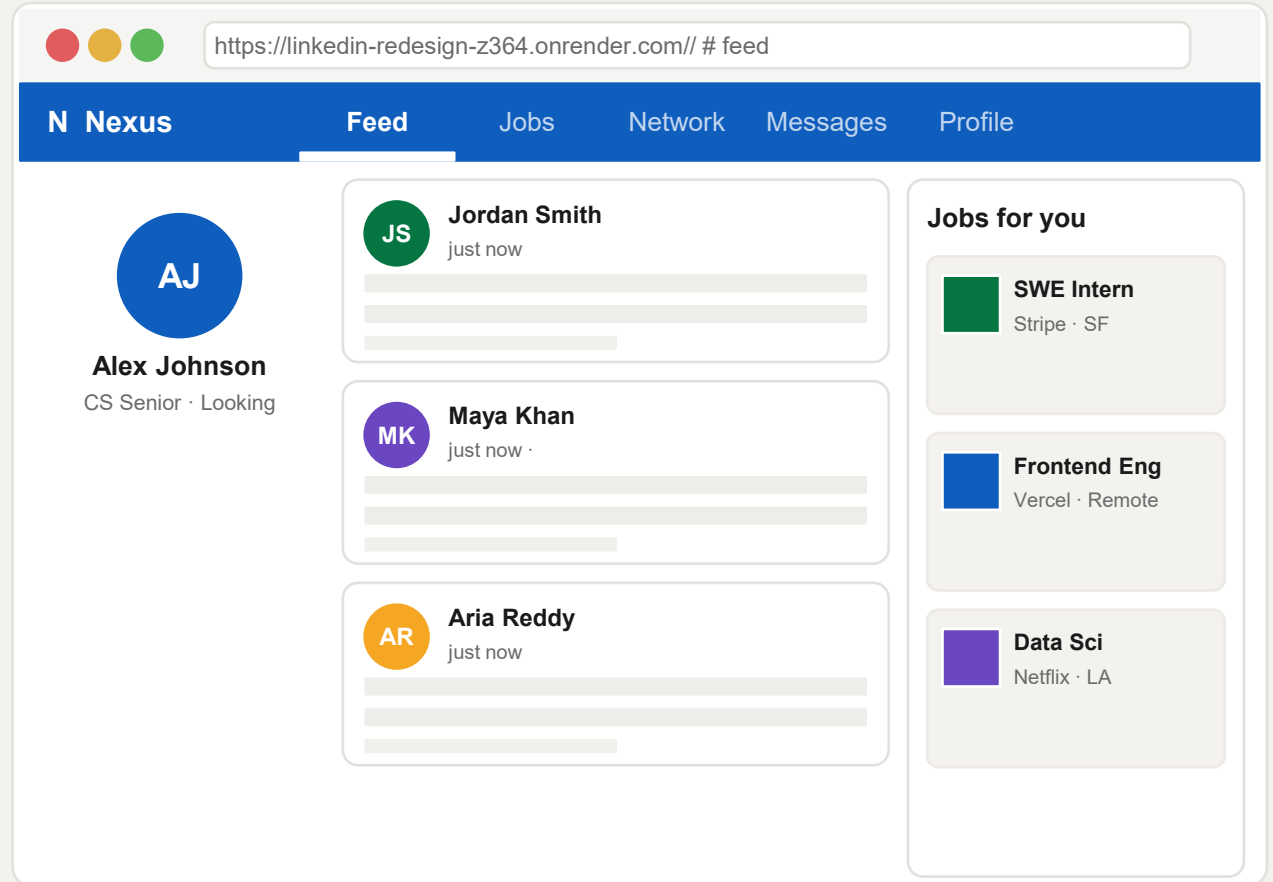 https://linkedin-redesign-z364.onrender.com// # feed
N Nexus Feed Jobs Network Messages Profile
AJ
Alex Johnson
CS Senior · Looking
JS
Jordan Smith
just now
MK
Maya Khan
just now ·
AR
Aria Reddy
just now
Jobs for you
SWE Intern
Stripe · SF
Frontend Eng
Vercel · Remote
Data Sci
Netflix · LA